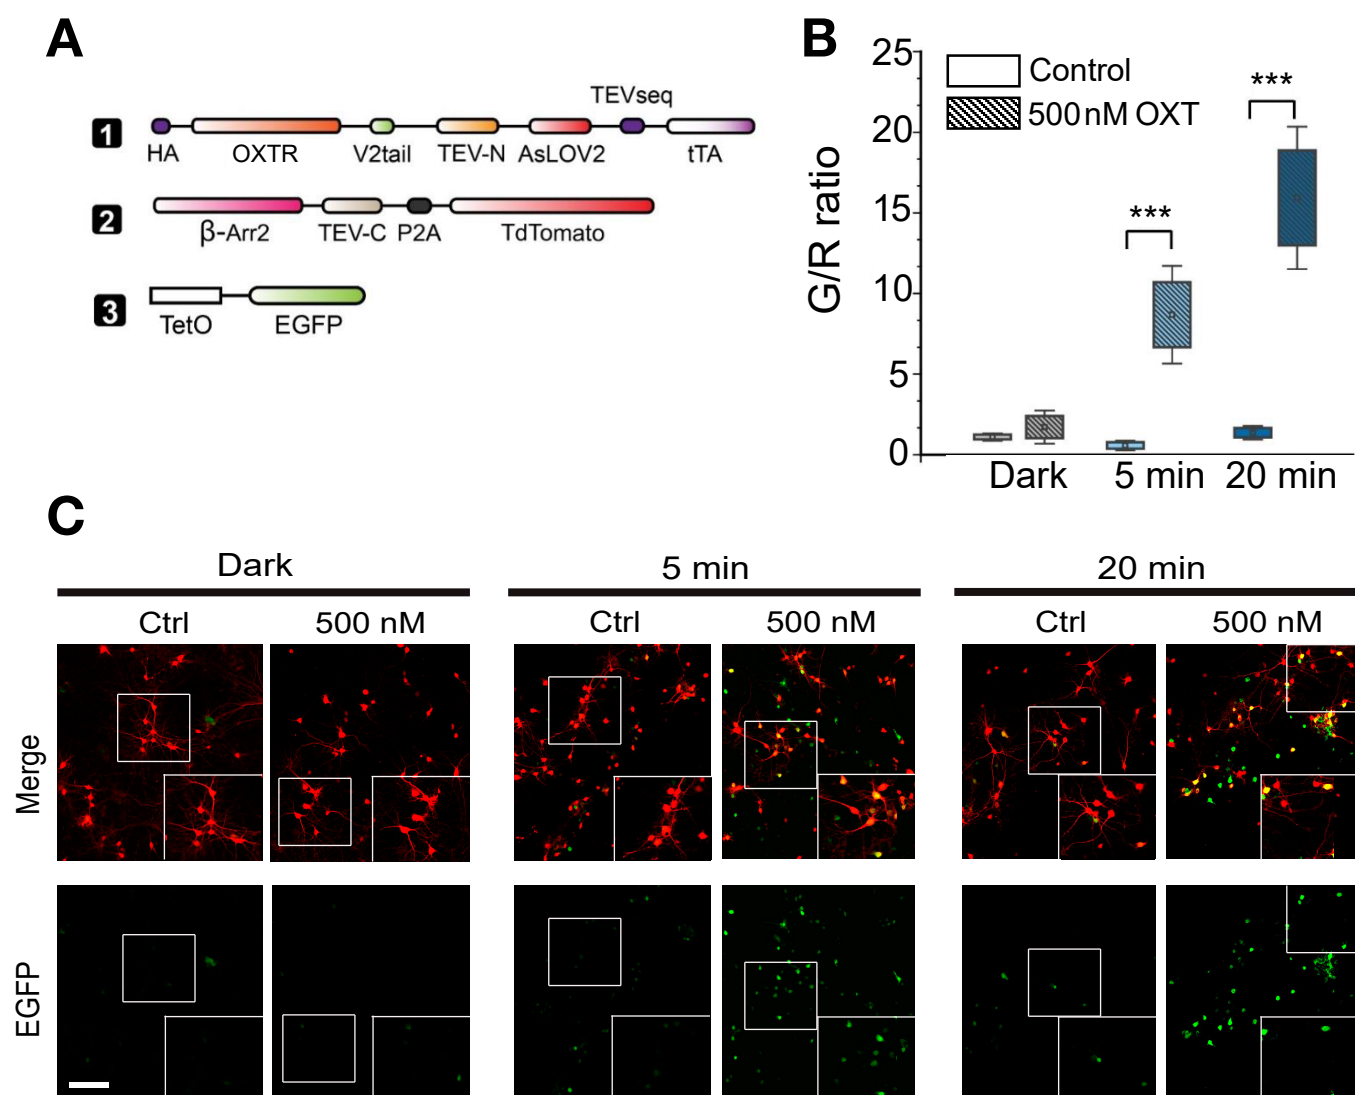 A
1
TEVseq
HA OXTR V2tail TEV-N AsLOV2 tTA
2
β-Arr2 TEV-C P2A TdTomato
3
TetO EGFP
B
G/R ratio
25
20
15
10
5
0
Control
500 nM OXT
***
***
Dark 5 min 20 min
C
Dark 5 min 20 min
Ctrl 500 nM Ctrl 500 nM Ctrl 500 nM
Merge
EGFP